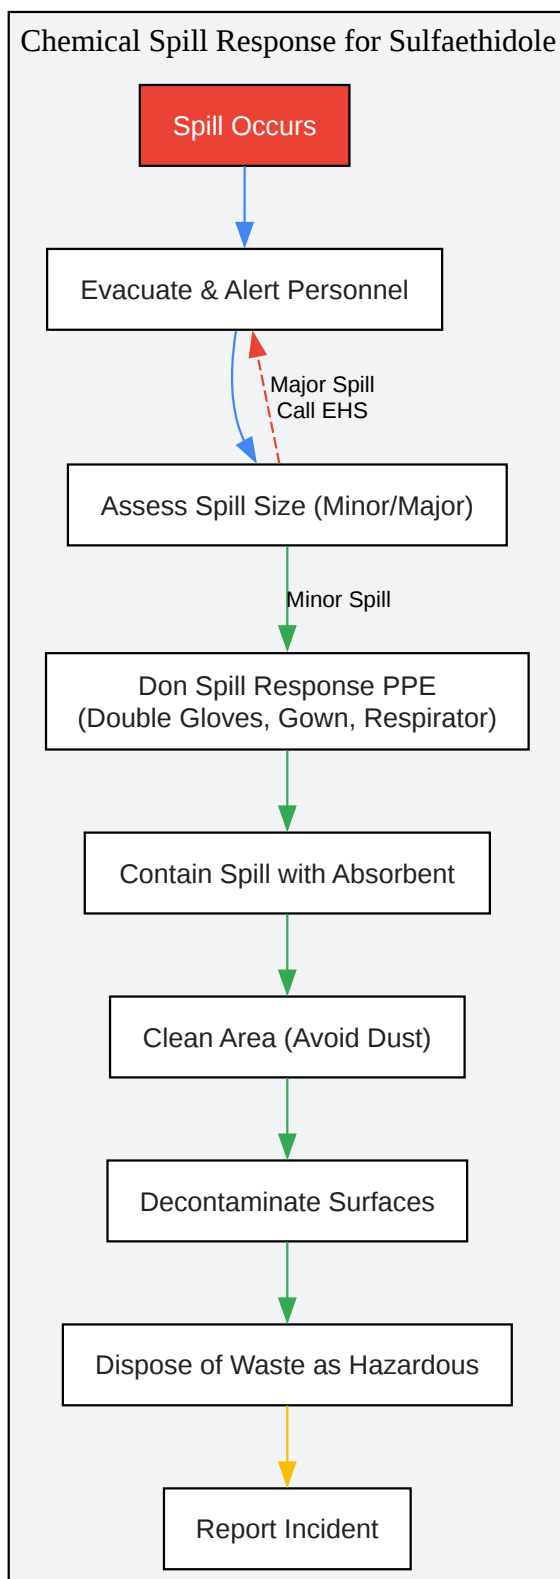 Chemical Spill Response for Sulfaethidole
Spill Occurs
Evacuate & Alert Personnel
Major Spill
Call EHS
Assess Spill Size (Minor/Major)
Minor Spill
Don Spill Response PPE
(Double Gloves, Gown, Respirator)
Contain Spill with Absorbent
Clean Area (Avoid Dust)
Decontaminate Surfaces
Dispose of Waste as Hazardous
Report Incident